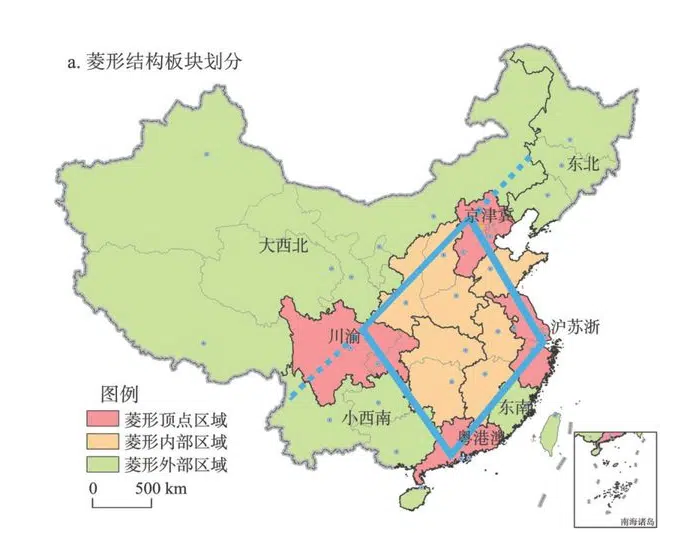 a. 菱形结构板块划分
东北
京津冀
大西北
川渝
沪苏浙
图例
菱形顶点区域
小西南
东南
菱形内部区域
粤港澳
菱形外部区域
0 500 km
南海诸岛